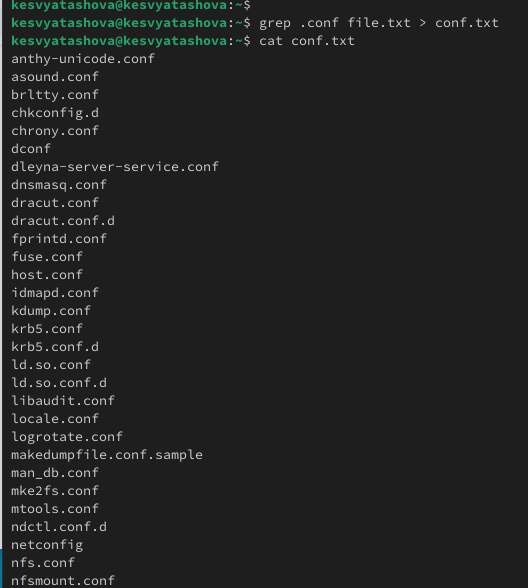 kesvyatashova@kesvyatashova:~$
kesvyatashova@kesvyatashova:~$ grep .conf file.txt > conf.txt
kesvyatashova@kesvyatashova:~$ cat conf.txt
anthy-unicode.conf
asound.conf
brltty.conf
chkconfig.d
chrony.conf
dconf
dleyna-server-service.conf
dnsmasq.conf
dracut.conf
dracut.conf.d
fprintd.conf
fuse.conf
host.conf
idmapd.conf
kdump.conf
krb5.conf
krb5.conf.d
ld.so.conf
ld.so.conf.d
libaudit.conf
locale.conf
logrotate.conf
makedumpfile.conf.sample
man_db.conf
mke2fs.conf
mtools.conf
ndctl.conf.d
netconfig
nfs.conf
nfsmount.conf